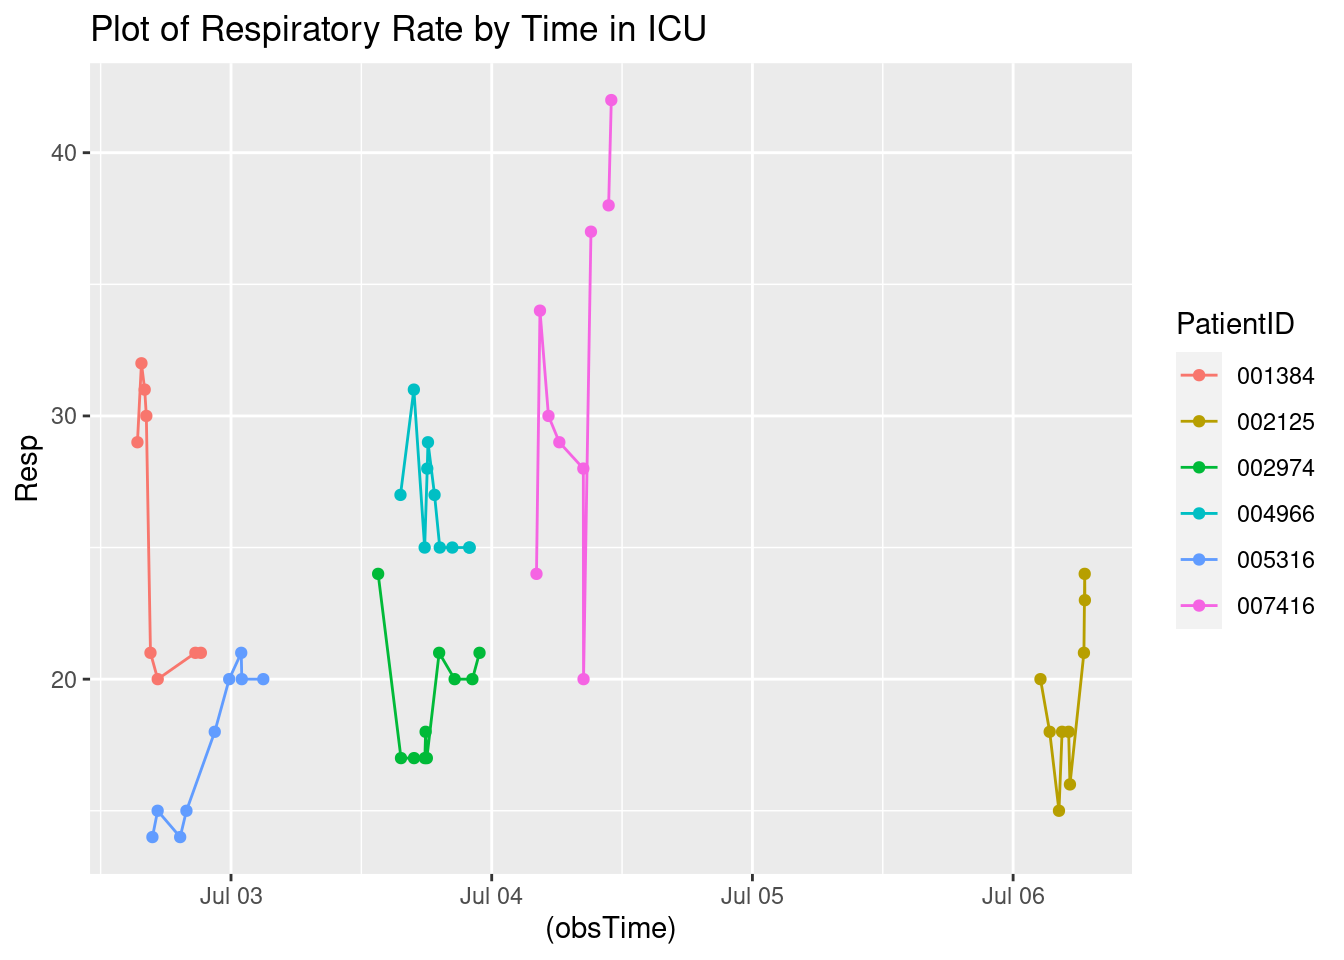 Plot of Respiratory Rate by Time in ICU
40
30
20
Resp
Jul 03
Jul 04
Jul 05
Jul 06
(obsTime)
PatientID
001384
002125
002974
004966
005316
007416